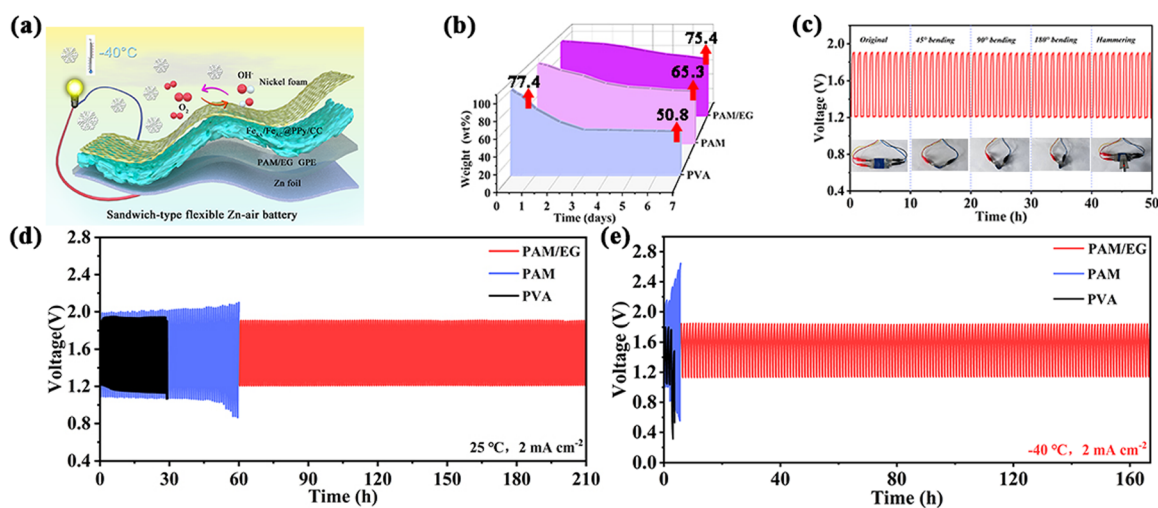 (a)
-40°C
OH⁻
Nickel foam
O₂
@PPy/CC
PAM/EG GPE
Zn foil
Sandwich-type flexible Zn-air battery
(b)
77.4
75.4
65.3
50.8
PAM/EG
PAM
PVA
Weight (wt%)
100
80
60
40
20
0
0 1 2 3 4 5 6 7
Time (days)
(c)
Original 45° bending 90° bending 180° bending Hammering
Voltage (V)
2.0
1.6
1.2
0.8
0.4
0 10 20 30 40 50
Time (h)
(d)
PAM/EG
PAM
PVA
Voltage(V)
2.8
2.4
2.0
1.6
1.2
0.8
0.4
0 30 60 90 120 150 180 210
Time (h)
25 °C, 2 mA cm⁻²
(e)
PAM/EG
PAM
PVA
Voltage (V)
2.8
2.4
2.0
1.6
1.2
0.8
0.4
0.0
0 40 80 120 160
Time (h)
-40 °C, 2 mA cm⁻²